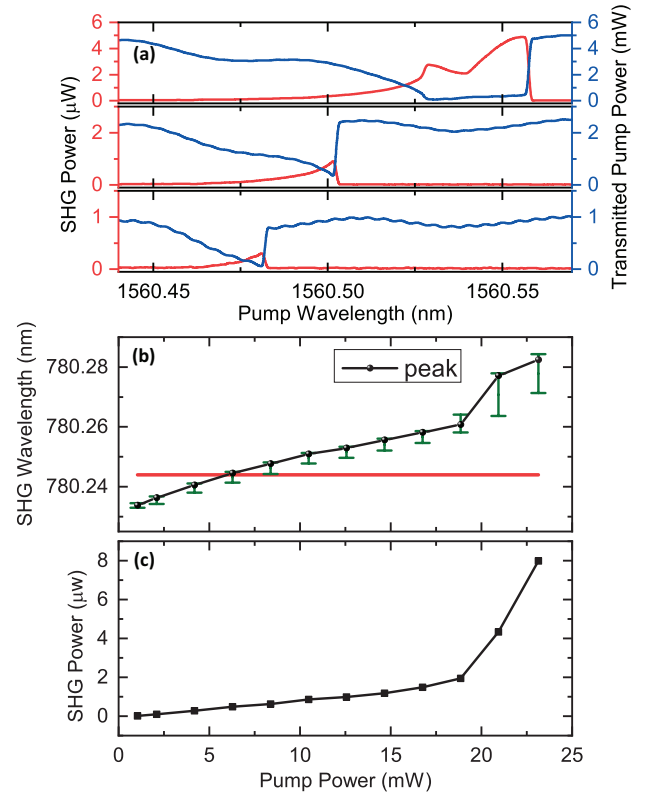 (a)
6
4
2
0
2
0
1
0
SHG Power (μW)
6
4
2
0
2
0
1
0
Transmitted Pump Power (mW)
1560.45 1560.50 1560.55
Pump Wavelength (nm)
(b)
peak
780.28
780.26
780.24
SHG Wavelength (nm)
(c)
8
6
4
2
0
SHG Power (μw)
0 5 10 15 20 25
Pump Power (mW)